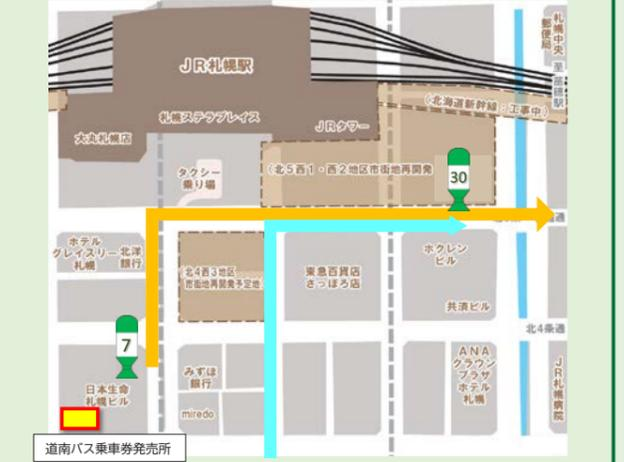 JR札幌駅
札幌ステラプレイス
大丸札幌店
JRタワー
札幌中央
郵便局
至苗穂駅
(北海道新幹線:工事中)
タクシー
乗り場
(北5西1・西2地区市街地再開発
30
通
ホテル
グレイスリー
札幌
北洋
銀行
北4西3地区
市街地再開発予定地
東急百貨店
さっぽろ店
ホクレン
ビル
共済ビル
北4条通
7
日本生命
札幌ビル
みずほ
銀行
miredo
ANA
クラウン
プラザ
ホテル
札幌
JR札幌病院
道南バス乗車券発売所